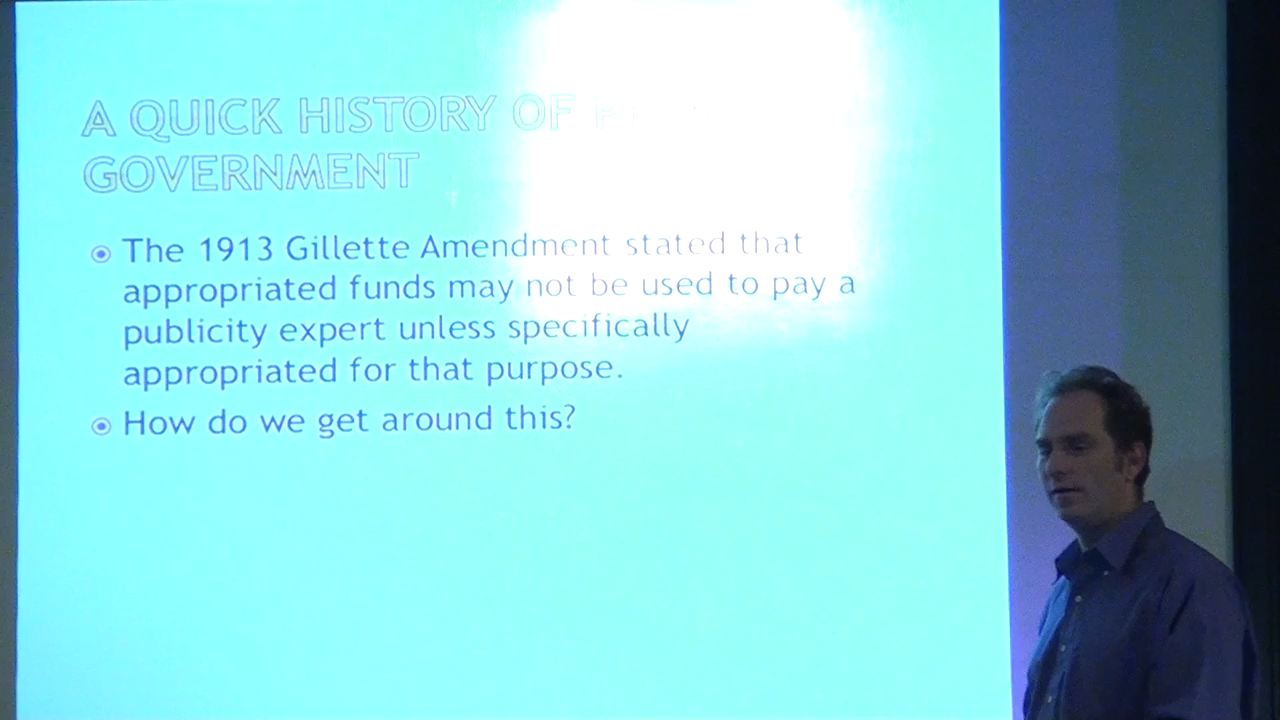 A QUICK HISTORY OF
GOVERNMENT
The 1913 Gillette Amendment stated that
appropriated funds may not be used to pay a
publicity expert unless specifically
appropriated for that purpose.
How do we get around this?